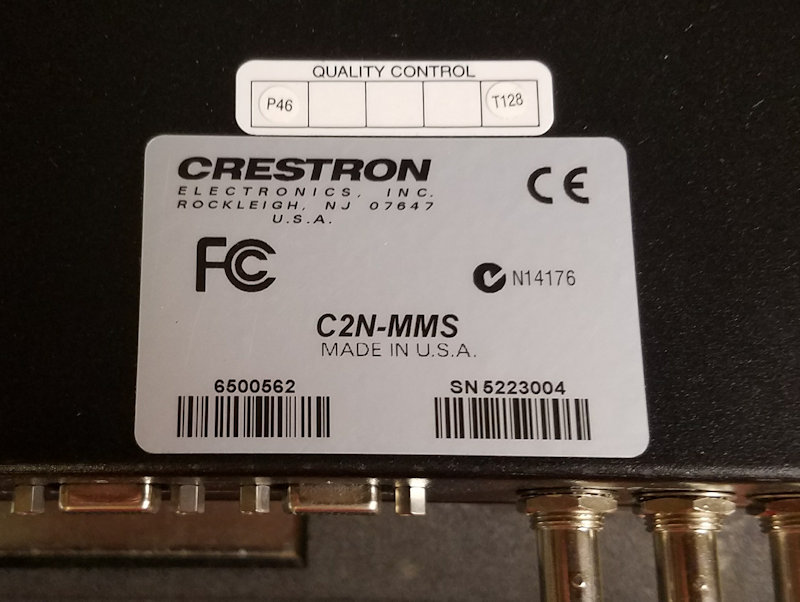 QUALITY CONTROL
P46 T128
CRESTRON
ELECTRONICS, INC.
ROCKLEIGH, NJ 07647
U.S.A.
CE
FC
N14176
C2N-MMS
MADE IN U.S.A.
6500562
SN 5223004